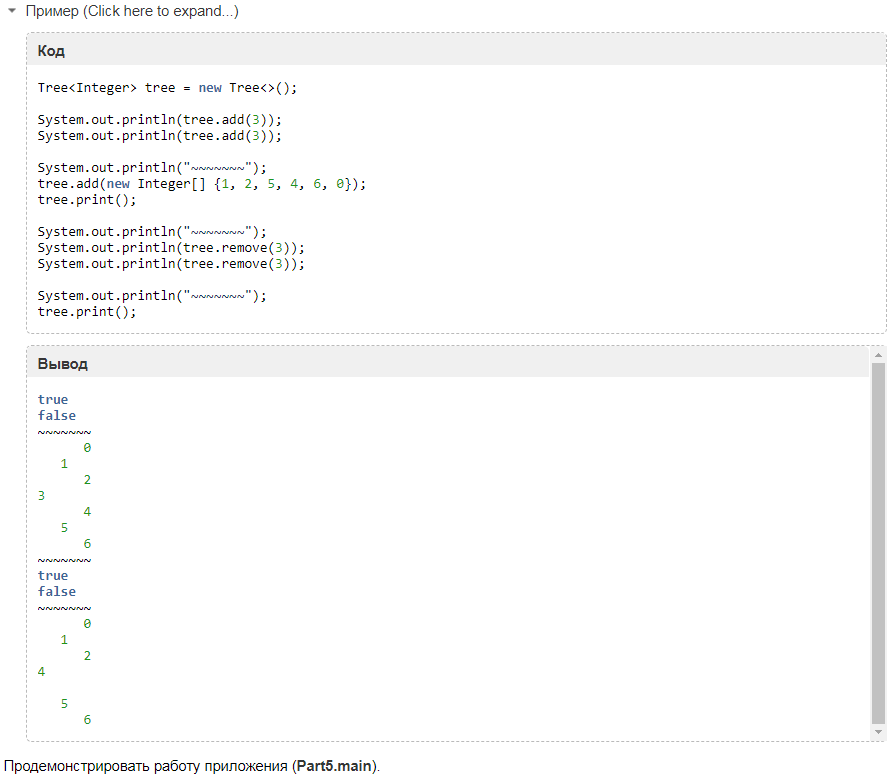 Пример (Click here to expand...)
Код
Tree<Integer> tree = new Tree<>();
System.out.println(tree.add(3));
System.out.println(tree.add(3));
System.out.println("~~~~~~~");
tree.add(new Integer[] {1, 2, 5, 4, 6, 0});
tree.print();
System.out.println("~~~~~~~");
System.out.println(tree.remove(3));
System.out.println(tree.remove(3));
System.out.println("~~~~~~~");
tree.print();
Вывод
true
false
~~~~~~~
      0
   1
      2
3
      4
   5
      6
~~~~~~~
true
false
~~~~~~~
      0
   1
      2
4
   5
      6
Продемонстрировать работу приложения (Part5.main).